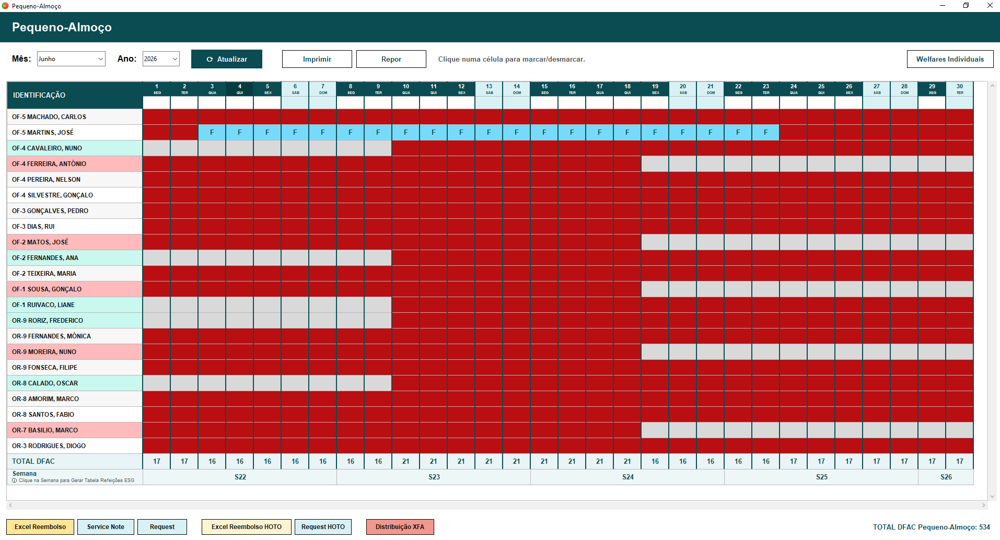 Pequeno-Almoço
Pequeno-Almoço
Mês: Junho Ano: 2026 Atualizar Imprimir Repor Clique numa célula para marcar/desmarcar. Welfares Individuais
IDENTIFICAÇÃO 1 2 3 4 5 6 7 8 9 10 11 12 13 14 15 16 17 18 19 20 21 22 23 24 25 26 27 28 29 30
SEG TER QUA QUI SEX SÁB DOM SEG TER QUA QUI SEX SÁB DOM SEG TER QUA QUI SEX SÁB DOM SEG TER QUA QUI SEX SÁB DOM SEG TER
OF-5 MACHADO, CARLOS
OF-5 MARTINS, JOSÉ F F F F F F F F F F F F F F F F F F F F F
OF-4 CAVALEIRO, NUNO
OF-4 FERREIRA, ANTÓNIO
OF-4 PEREIRA, NELSON
OF-4 SILVESTRE, GONÇALO
OF-3 GONÇALVES, PEDRO
OF-3 DIAS, RUI
OF-2 MATOS, JOSÉ
OF-2 FERNANDES, ANA
OF-2 TEIXEIRA, MARIA
OF-1 SOUSA, GONÇALO
OF-1 RUIVACO, LIANE
OR-9 RORIZ, FREDERICO
OR-9 FERNANDES, MÓNICA
OR-9 MOREIRA, NUNO
OR-9 FONSECA, FILIPE
OR-8 CALADO, OSCAR
OR-8 AMORIM, MARCO
OR-8 SANTOS, FABIO
OR-7 BASILIO, MARCO
OR-3 RODRIGUES, DIOGO
TOTAL DFAC 17 17 16 16 16 16 16 16 16 21 21 21 21 21 21 21 21 21 16 16 16 16 16 17 17 17 17 17 17 17
Semana S22 S23 S24 S25 S26
Clique na Semana para Gerar Tabela Refeições ESG
Excel Reembolso Service Note Request Excel Reembolso HOTO Request HOTO Distribuição XFA TOTAL DFAC Pequeno-Almoço: 534